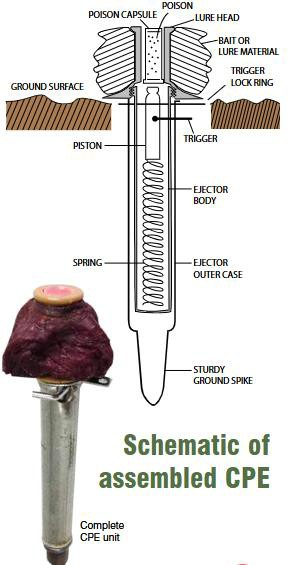 POISON
POISON CAPSULE
LURE HEAD
BAIT OR
LURE MATERIAL
GROUND SURFACE
TRIGGER
LOCK RING
TRIGGER
PISTON
EJECTOR
BODY
SPRING
EJECTOR
OUTER CASE
STURDY
GROUND SPIKE
Schematic of
assembled CPE
Complete
CPE unit